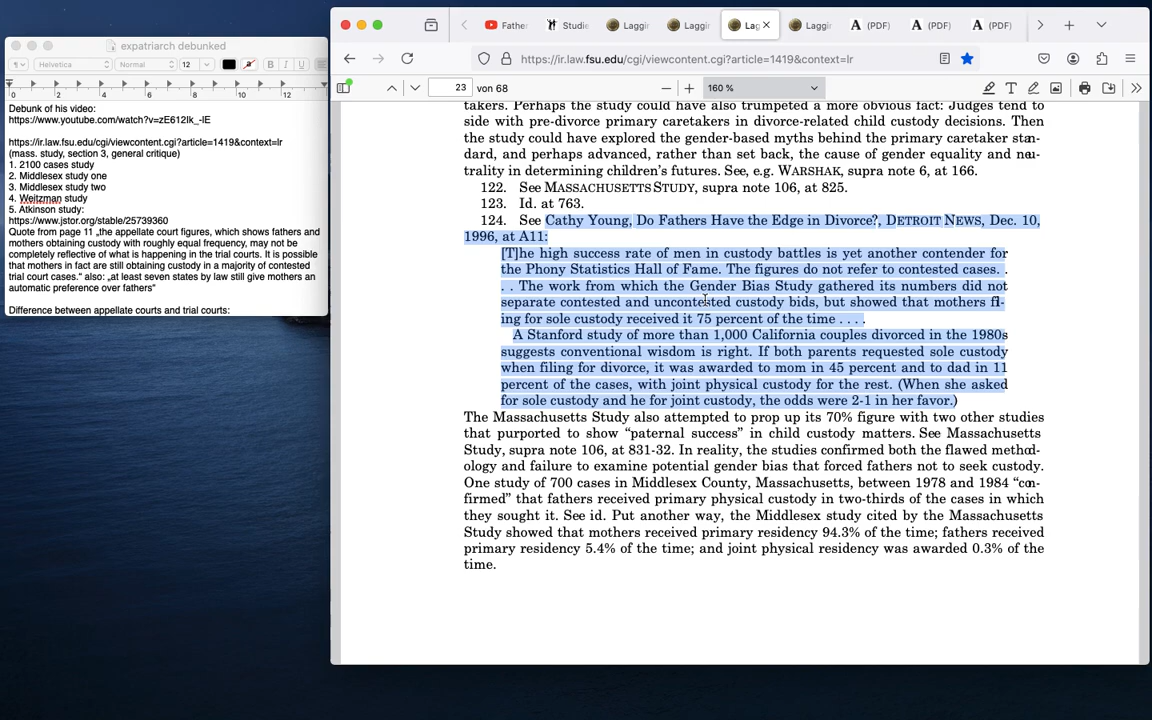 expatriarch debunked
Helvetica
Normal
12
B
I
U
0
2
4
6
8
10
12
Debunk of his video:
https://www.youtube.com/watch?v=zE612Ik_-lE
https://ir.law.fsu.edu/cgi/viewcontent.cgi?article=1419&context=lr
(mass. study, section 3, general critique)
1. 2100 cases study
2. Middlesex study one
3. Middlesex study two
4. Weitzman study
5. Atkinson study:
https://www.jstor.org/stable/25739360
Quote from page 11 „the appellate court figures, which shows fathers and
mothers obtaining custody with roughly equal frequency, may not be
completely reflective of what is happening in the trial courts. It is possible
that mothers in fact are still obtaining custody in a majority of contested
trial court cases.“ also: „at least seven states by law still give mothers an
automatic preference over fathers“
Difference between appellate courts and trial courts:
Father
Studie
Laggir
Laggir
Lag
Laggir
(PDF)
(PDF)
(PDF)
https://ir.law.fsu.edu/cgi/viewcontent.cgi?article=1419&context=lr
23 von 68
160 %
takers. Perhaps the study could have also trumpeted a more obvious fact: Judges tend to
side with pre-divorce primary caretakers in divorce-related child custody decisions. Then
the study could have explored the gender-based myths behind the primary caretaker stan-
dard, and perhaps advanced, rather than set back, the cause of gender equality and neu-
trality in determining children's futures. See, e.g. WARSHAK, supra note 6, at 166.
122. See MASSACHUSETTS STUDY, supra note 106, at 825.
123. Id. at 763.
124. See Cathy Young, Do Fathers Have the Edge in Divorce?, DETROIT NEWS, Dec. 10,
1996, at A11:
[T]he high success rate of men in custody battles is yet another contender for
the Phony Statistics Hall of Fame. The figures do not refer to contested cases. .
. . The work from which the Gender Bias Study gathered its numbers did not
separate contested and uncontested custody bids, but showed that mothers fil-
ing for sole custody received it 75 percent of the time . . . .
A Stanford study of more than 1,000 California couples divorced in the 1980s
suggests conventional wisdom is right. If both parents requested sole custody
when filing for divorce, it was awarded to mom in 45 percent and to dad in 11
percent of the cases, with joint physical custody for the rest. (When she asked
for sole custody and he for joint custody, the odds were 2-1 in her favor.)
The Massachusetts Study also attempted to prop up its 70% figure with two other studies
that purported to show “paternal success” in child custody matters. See Massachusetts
Study, supra note 106, at 831-32. In reality, the studies confirmed both the flawed method-
ology and failure to examine potential gender bias that forced fathers not to seek custody.
One study of 700 cases in Middlesex County, Massachusetts, between 1978 and 1984 “con-
firmed” that fathers received primary physical custody in two-thirds of the cases in which
they sought it. See id. Put another way, the Middlesex study cited by the Massachusetts
Study showed that mothers received primary residency 94.3% of the time; fathers received
primary residency 5.4% of the time; and joint physical residency was awarded 0.3% of the
time.